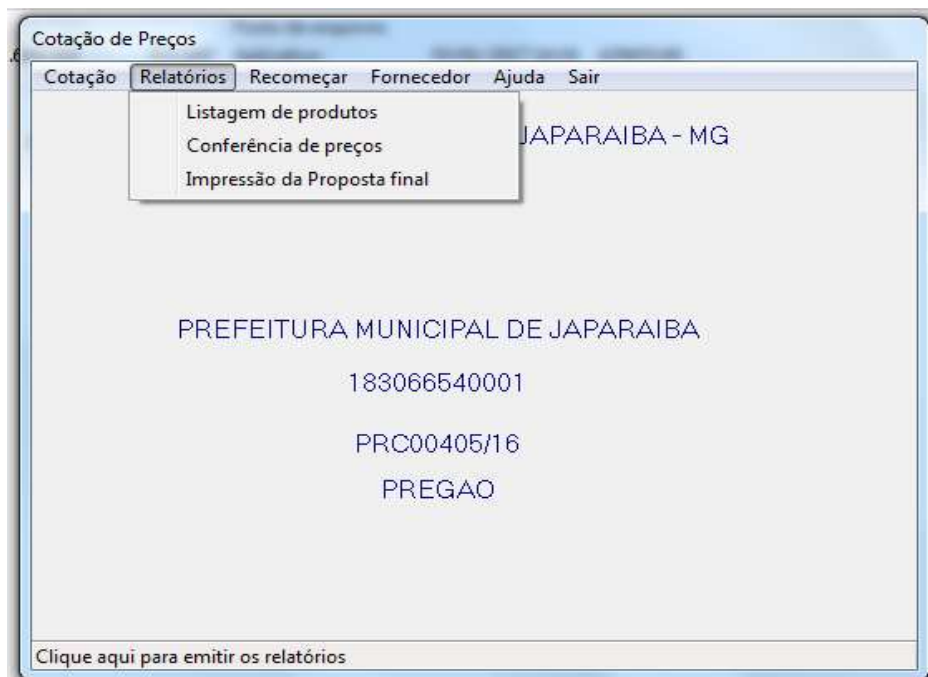 Cotação de Preços
Cotação Relatórios Recomeçar Fornecedor Ajuda Sair
Listagem de produtos
JAPARAIBA - MG
Conferência de preços
Impressão da Proposta final
PREFEITURA MUNICIPAL DE JAPARAIBA
183066540001
PRC00405/16
PREGAO
Clique aqui para emitir os relatórios